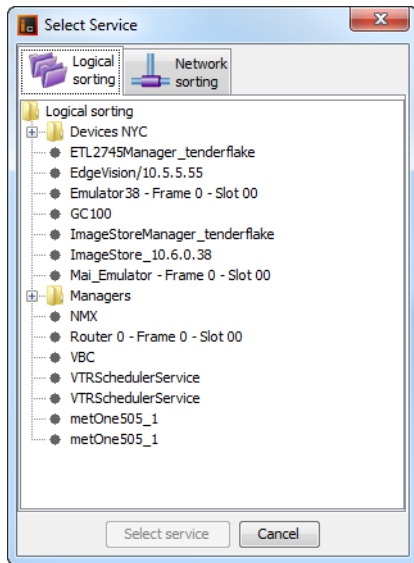 Select Service
Logical
sorting
Network
sorting
Logical sorting
Devices NYC
ETL2745Manager_tenderflake
EdgeVision/10.5.5.55
Emulator38 - Frame 0 - Slot 00
GC100
ImageStoreManager_tenderflake
ImageStore_10.6.0.38
Mai_Emulator - Frame 0 - Slot 00
Managers
NMX
Router 0 - Frame 0 - Slot 00
VBC
VTRSchedulerService
VTRSchedulerService
metOne505_1
metOne505_1
Select service
Cancel